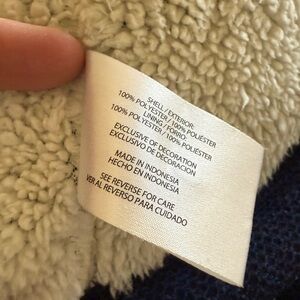 SHELL / EXTERIOR-
100% POLYESTER / 100% POLIÉSTER
LINING / FORRO-
100% POLYESTER / 100% POLIÉSTER
EXCLUSIVE OF DECORATION
EXCLUSIVO DE DECORACIÓN
MADE IN INDONESIA
HECHO EN INDONESIA
SEE REVERSE FOR CARE
VER AL REVERSO PARA CUIDADO